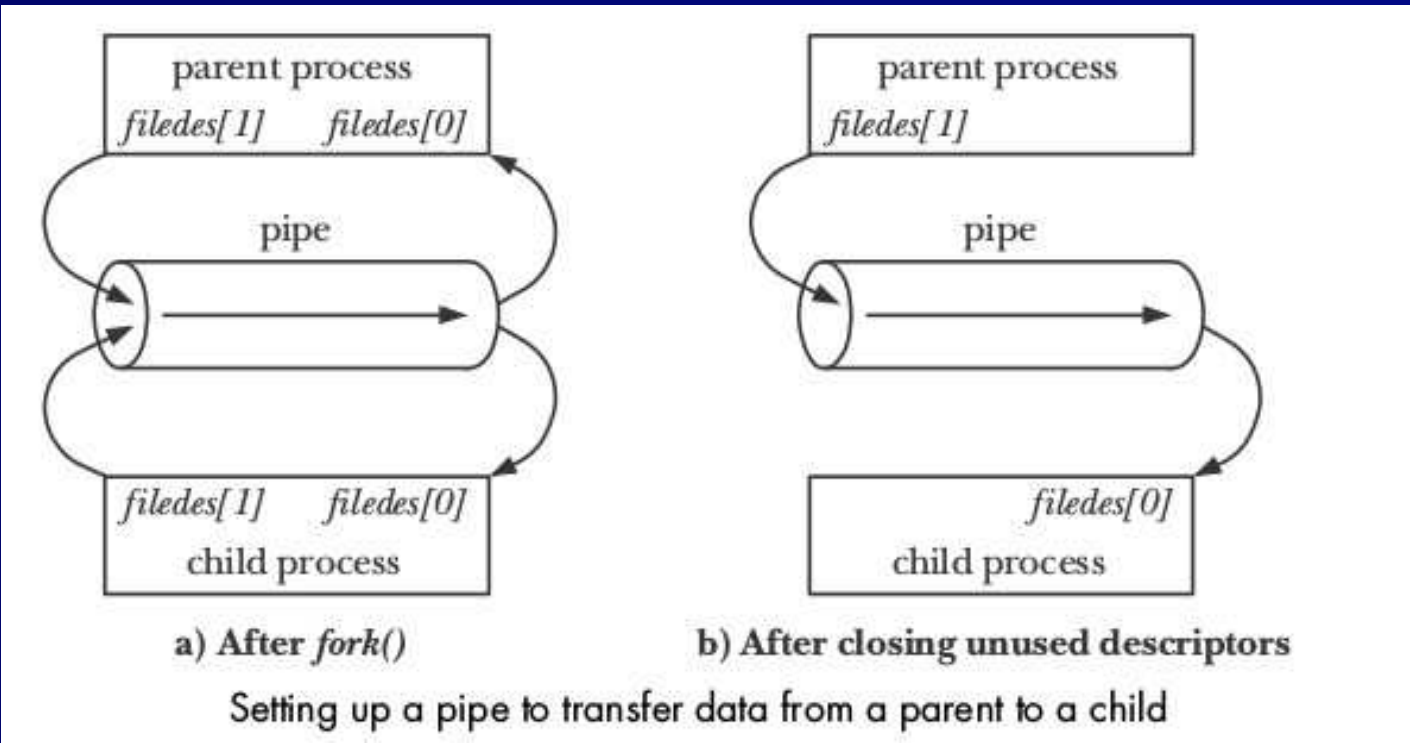 parent process
filedes[1] filedes[0]
pipe
filedes[1] filedes[0]
child process
a) After fork()
parent process
filedes[1]
pipe
filedes[0]
child process
b) After closing unused descriptors
Setting up a pipe to transfer data from a parent to a child